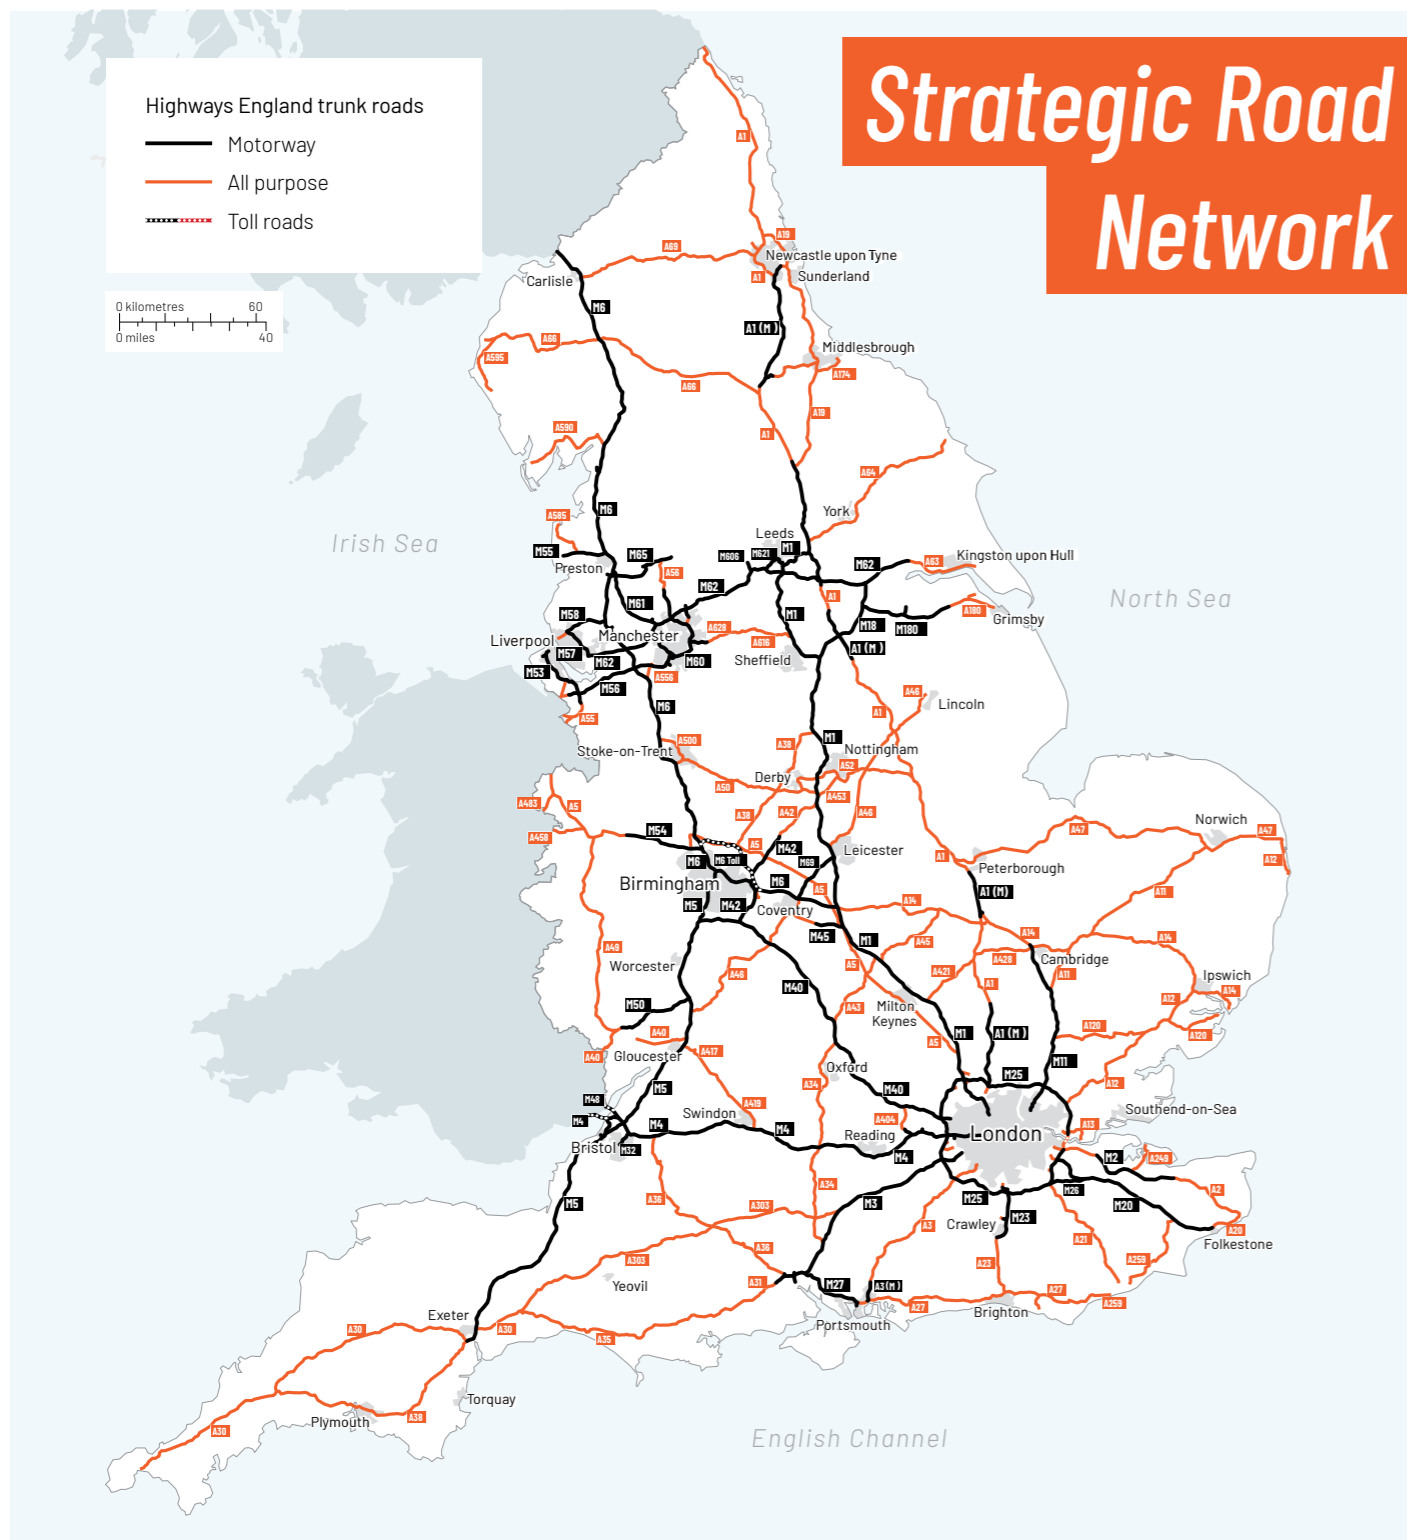 Strategic Road
Network
Highways England trunk roads
Motorway
All purpose
Toll roads
0 kilometres 60
0 miles 40
A1
A19
A69
Newcastle upon Tyne
Carlisle
A1
Sunderland
M6
A1 (M)
A66
Middlesbrough
A595
A174
A66
A19
A590
A1
A64
A585
M6
York
Irish Sea
Leeds
M55
M65
M606
M621
M1
Kingston upon Hull
Preston
A56
M62
M62
A63
North Sea
A1
M58
M61
M1
M18
M180
A180
Grimsby
Liverpool
Manchester
A628
A616
A1 (M)
M57
M62
M60
Sheffield
M53
M56
A556
A46
Lincoln
M6
A55
A1
A500
A38
M1
Stoke-on-Trent
Nottingham
A52
Derby
A50
A453
A483
A5
A38
A42
A46
A458
M54
A47
Norwich
A47
A5
M42
Leicester
A1
A12
M6
M6 Toll
M69
Peterborough
Birmingham
M6
A5
A1 (M)
A11
M5
M42
Coventry
A14
M45
M1
A45
A14
A14
A49
A428
Cambridge
Worcester
A46
A5
A421
A11
Ipswich
M40
A1
A14
M50
A43
Milton
Keynes
A12
A40
M1
A1 (M)
A120
A120
A40
Gloucester
A417
A5
M11
Oxford
M25
M5
A34
M40
A12
M48
A419
Southend-on-Sea
M4
Swindon
A404
A13
M4
M4
Reading
London
Bristol
M32
M4
M2
A249
A34
M26
A2
M5
A36
A303
M3
M25
M20
Crawley
M23
A3
A21
A20
A36
Folkestone
A303
A23
A259
Yeovil
A31
M27
A3(M)
A27
A27
A259
Exeter
Portsmouth
Brighton
A30
A30
A35
Torquay
Plymouth
A38
A30
English Channel